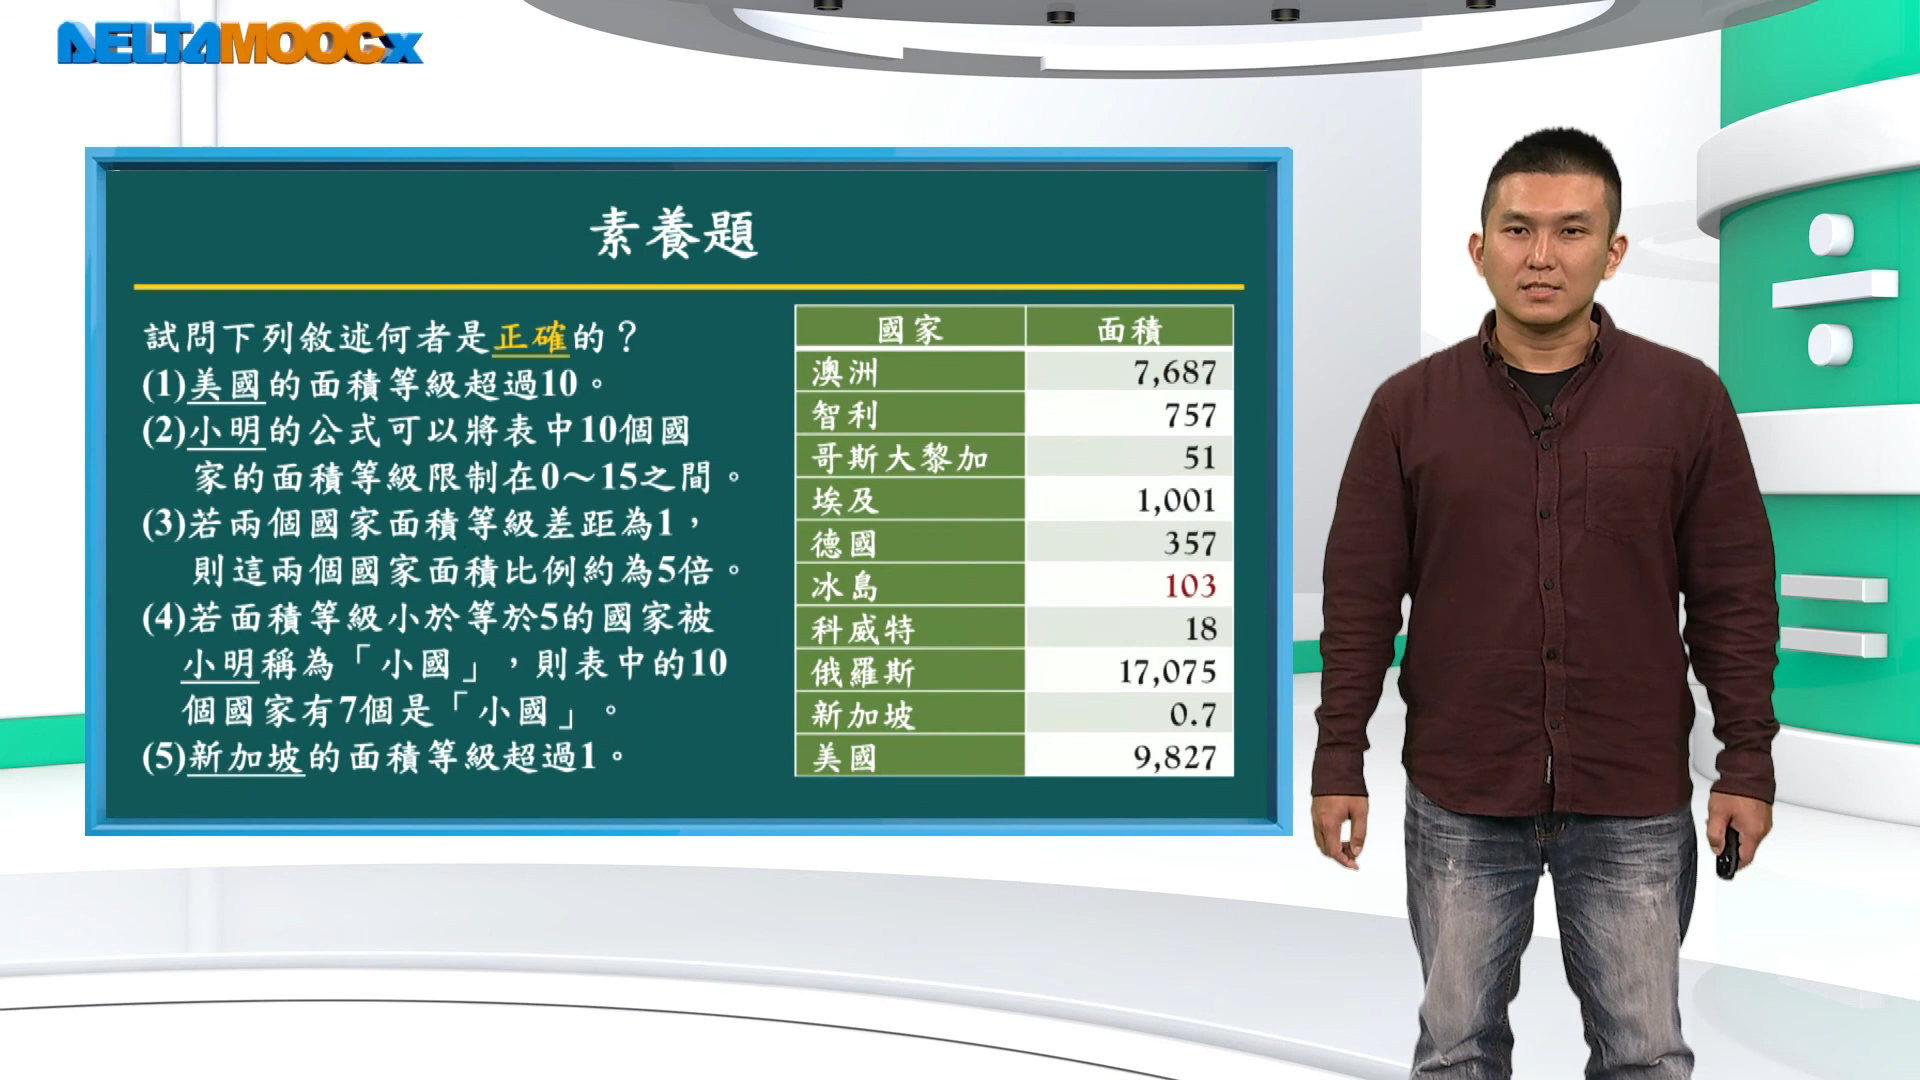 DELTAMOOCx
素養題
試問下列敘述何者是正確的？
(1)美國的面積等級超過10。
(2)小明的公式可以將表中10個國
家的面積等級限制在0～15之間。
(3)若兩個國家面積等級差距為1，
則這兩個國家面積比例約為5倍。
(4)若面積等級小於等於5的國家被
小明稱為「小國」，則表中的10
個國家有7個是「小國」。
(5)新加坡的面積等級超過1。
國家 面積
澳洲 7,687
智利 757
哥斯大黎加 51
埃及 1,001
德國 357
冰島 103
科威特 18
俄羅斯 17,075
新加坡 0.7
美國 9,827